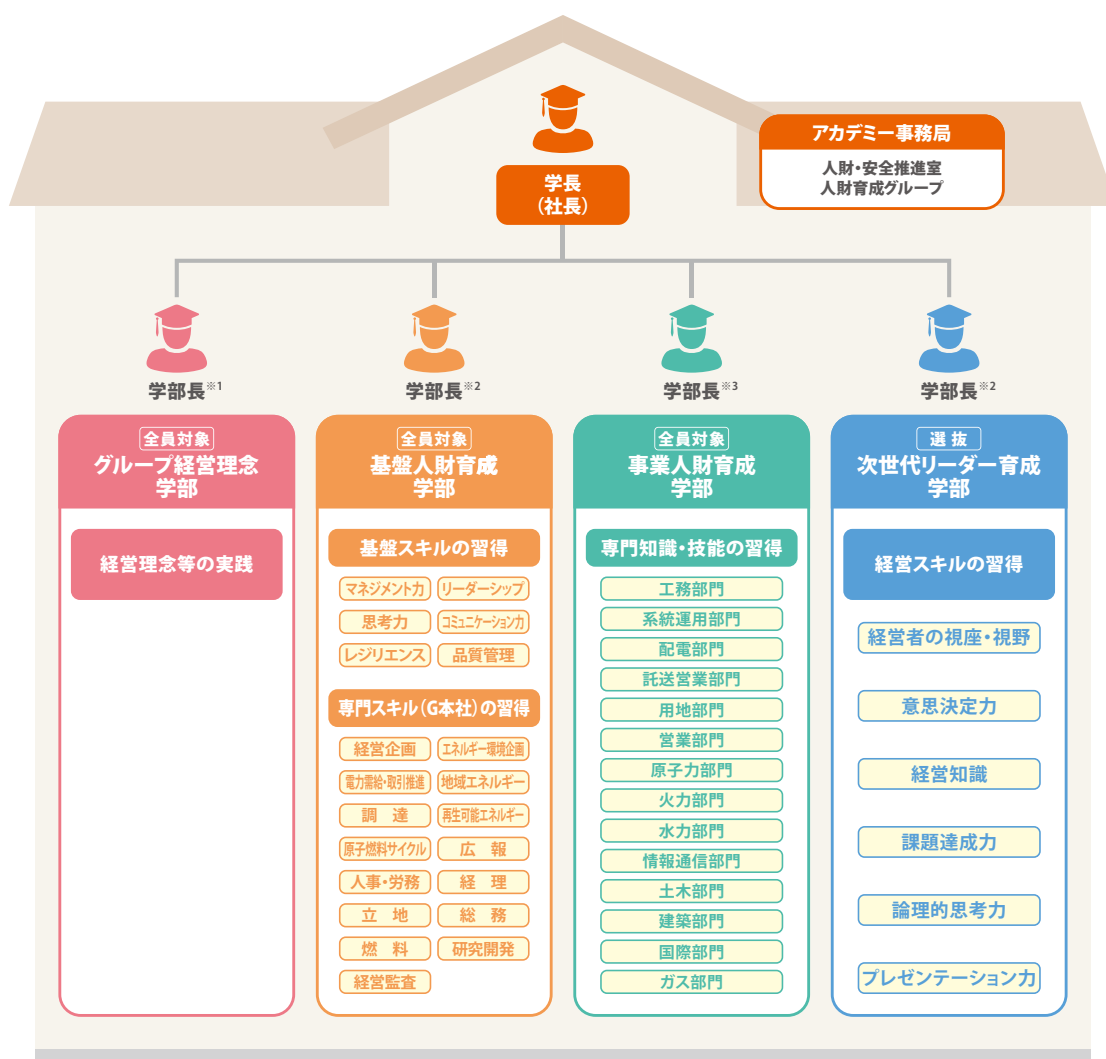 学長
(社長)
アカデミー事務局
人財・安全推進室
人財育成グループ
学部長※1
全員対象
グループ経営理念
学部
経営理念等の実践
学部長※2
全員対象
基盤人財育成
学部
基盤スキルの習得
マネジメント力
リーダーシップ
思考力
コミュニケーション力
レジリエンス
品質管理
専門スキル(G本社)の習得
経営企画
エネルギー環境企画
電力需給・取引推進
地域エネルギー
調 達
再生可能エネルギー
原子燃料サイクル
広 報
人事・労務
経 理
立 地
総 務
燃 料
研究開発
経営監査
学部長※3
全員対象
事業人財育成
学部
専門知識・技能の習得
工務部門
系統運用部門
配電部門
託送営業部門
用地部門
営業部門
原子力部門
火力部門
水力部門
情報通信部門
土木部門
建築部門
国際部門
ガス部門
学部長※2
選 抜
次世代リーダー育成
学部
経営スキルの習得
経営者の視座・視野
意思決定力
経営知識
課題達成力
論理的思考力
プレゼンテーション力